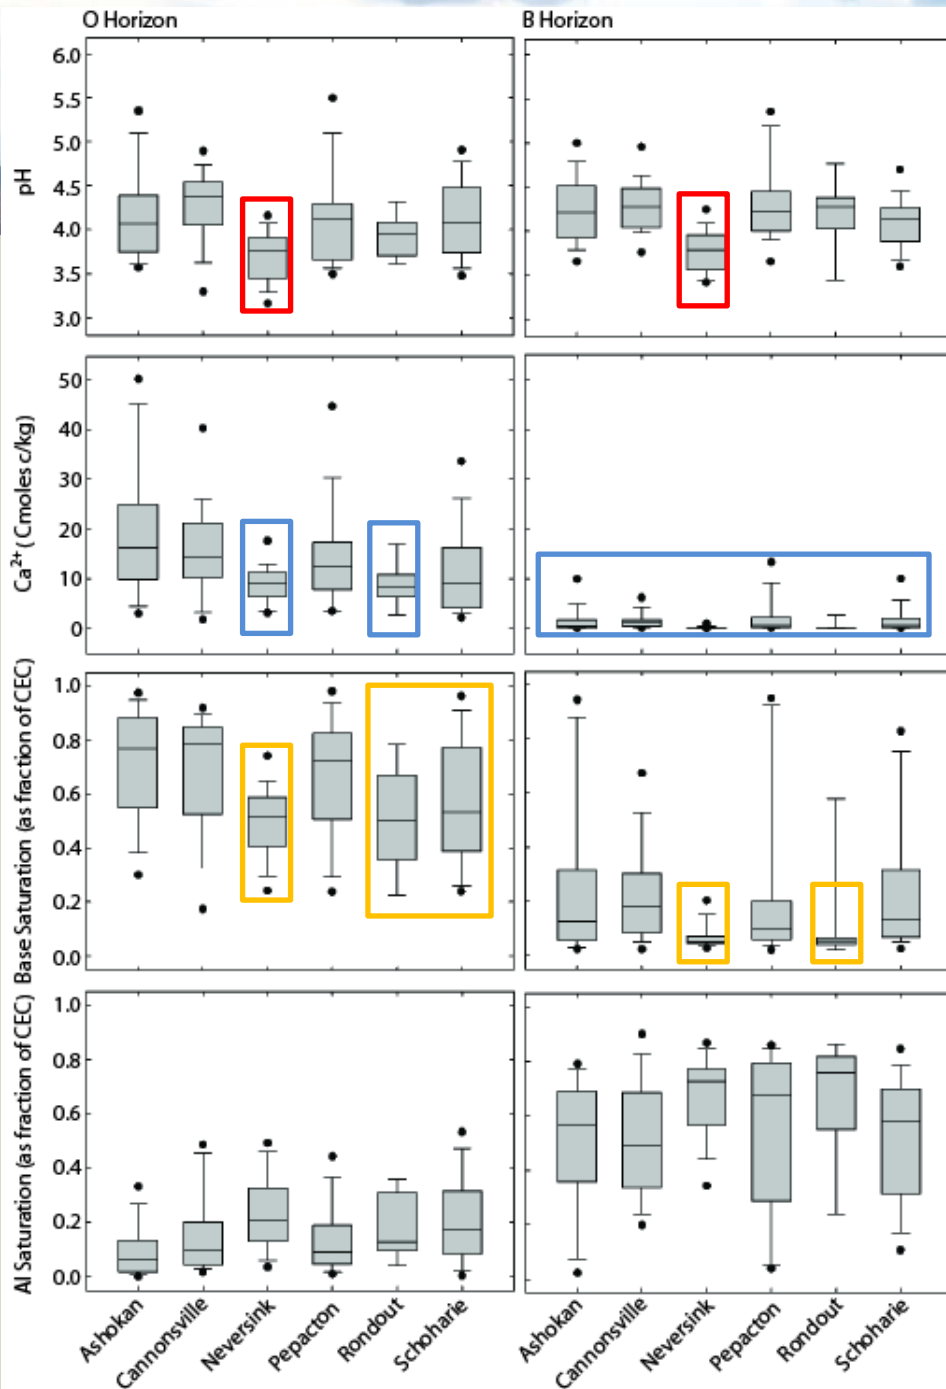 O Horizon
B Horizon
pH
6.0
5.5
5.0
4.5
4.0
3.5
3.0
Ca2+ ( Cmoles c/kg)
50
40
30
20
10
0
Base Saturation (as fraction of CEC)
1.0
0.8
0.6
0.4
0.2
0.0
Al Saturation (as fraction of CEC)
1.0
0.8
0.6
0.4
0.2
0.0
Ashokan
Cannonsville
Neversink
Pepacton
Rondout
Schoharie
Ashokan
Cannonsville
Neversink
Pepacton
Rondout
Schoharie